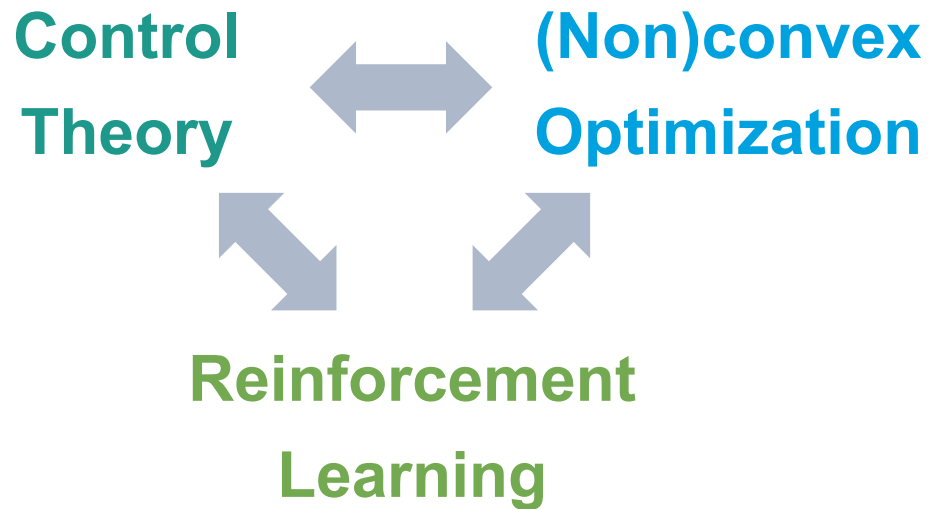 Control
Theory
(Non)convex
Optimization
Reinforcement
Learning